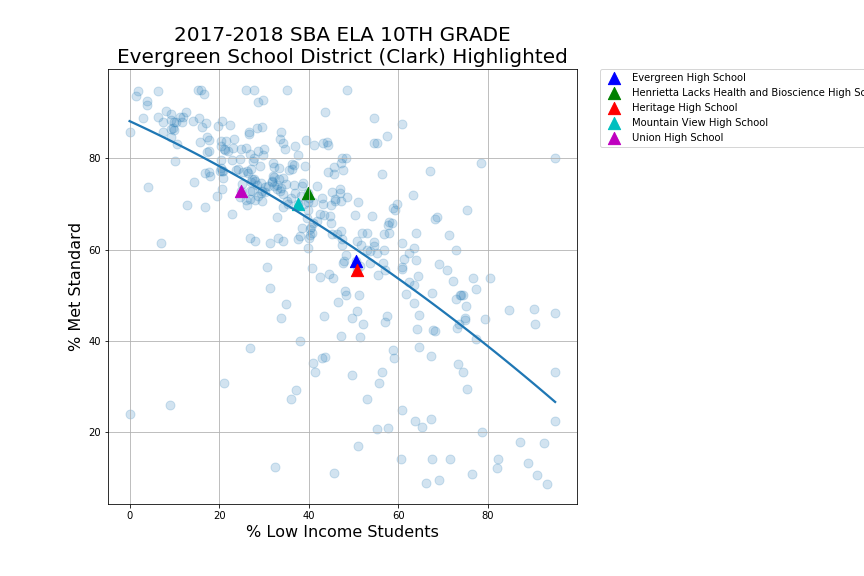 2017-2018 SBA ELA 10TH GRADE
Evergreen School District (Clark) Highlighted
Evergreen High School
Henrietta Lacks Health and Bioscience High
Heritage High School
Mountain View High School
Union High School
% Met Standard
80
60
40
20
0
20
40
60
80
% Low Income Students